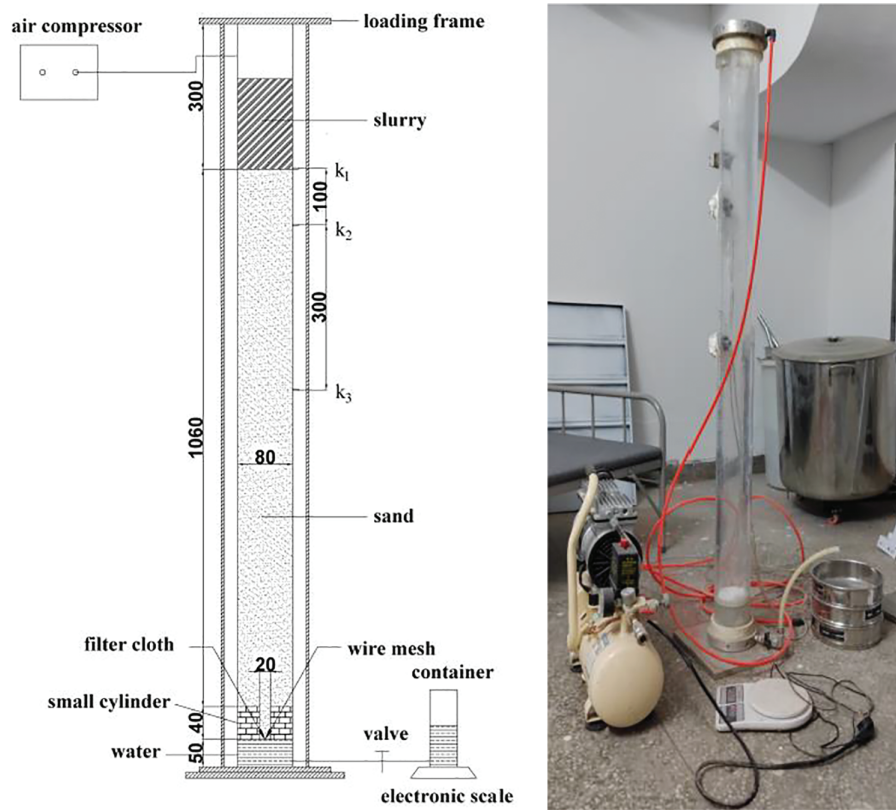 loading frame
air compressor
300
slurry
k1
100
k2
300
k3
1060
80
sand
filter cloth
20
wire mesh
container
small cylinder
40
valve
water
50
electronic scale